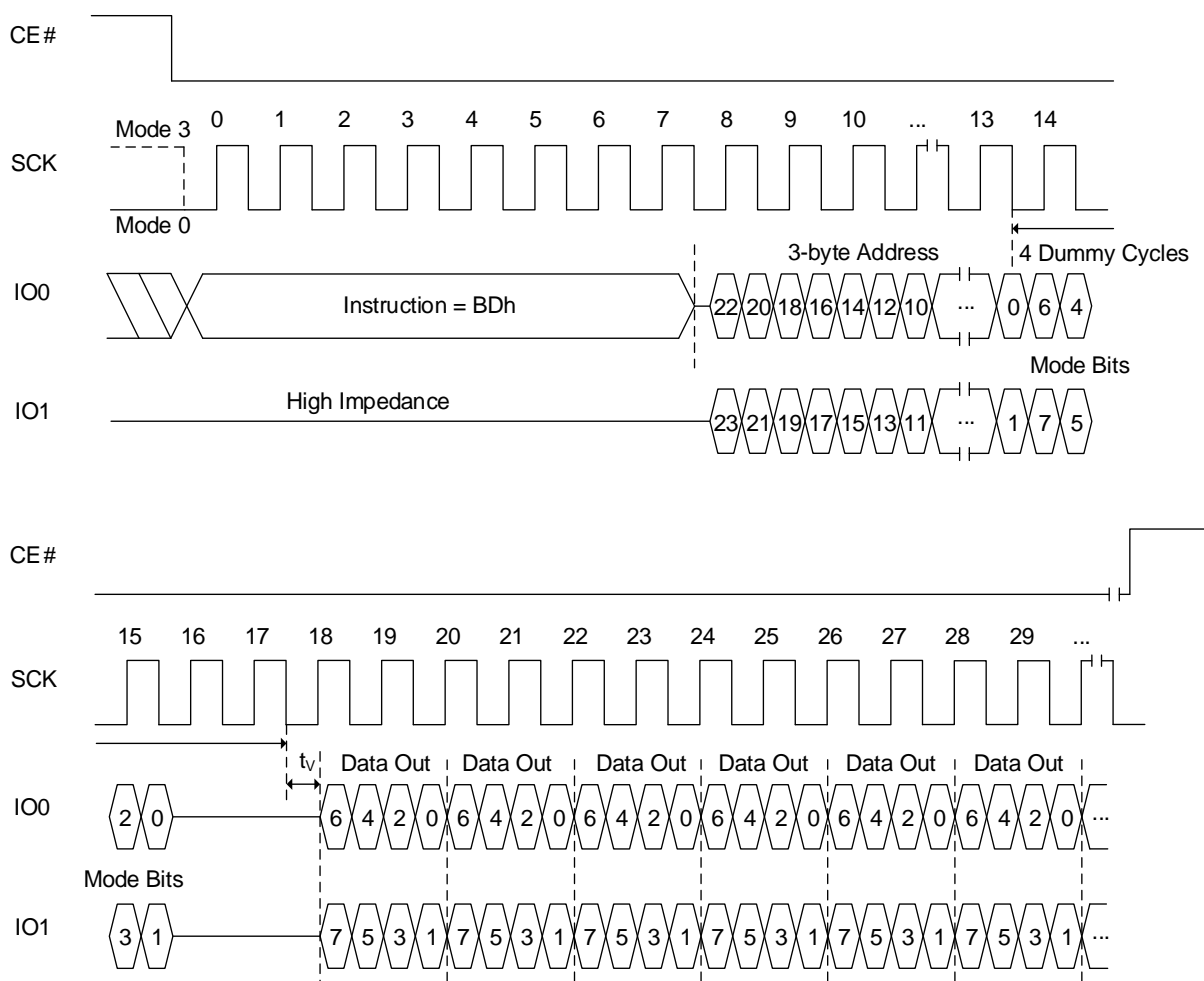 CE#
0 1 2 3 4 5 6 7 8 9 10 ... 13 14
Mode 3
SCK
Mode 0
3-byte Address
4 Dummy Cycles
IO0
Instruction = BDh
22 20 18 16 14 12 10 ... 0 6 4
Mode Bits
IO1
High Impedance
23 21 19 17 15 13 11 ... 1 7 5
CE#
15 16 17 18 19 20 21 22 23 24 25 26 27 28 29 ...
SCK
tV Data Out Data Out Data Out Data Out Data Out Data Out
IO0
2 0 6 4 2 0 6 4 2 0 6 4 2 0 6 4 2 0 6 4 2 0 6 4 2 0 ...
Mode Bits
IO1
3 1 7 5 3 1 7 5 3 1 7 5 3 1 7 5 3 1 7 5 3 1 7 5 3 1 ...